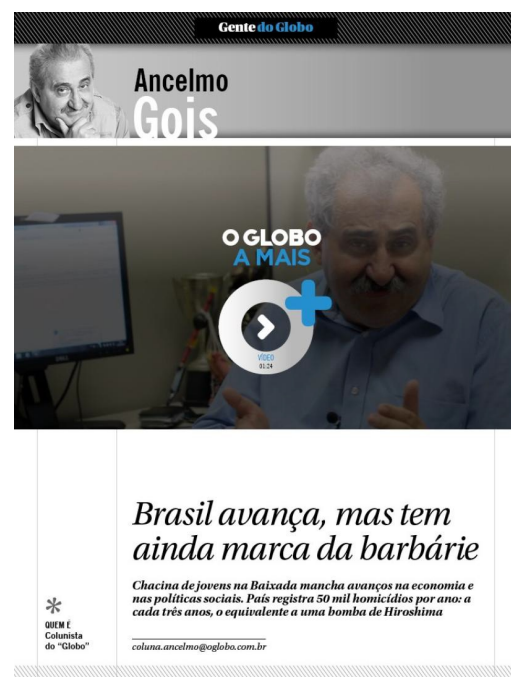 Gente do Globo
Ancelmo
Gois
O GLOBO
A MAIS
VÍDEO
01:24
Brasil avança, mas tem
ainda marca da barbárie
Chacina de jovens na Baixada mancha avanços na economia e
nas políticas sociais. País registra 50 mil homicídios por ano: a
cada três anos, o equivalente a uma bomba de Hiroshima
*
QUEM É
Colunista
do “Globo”
coluna.ancelmo@oglobo.com.br